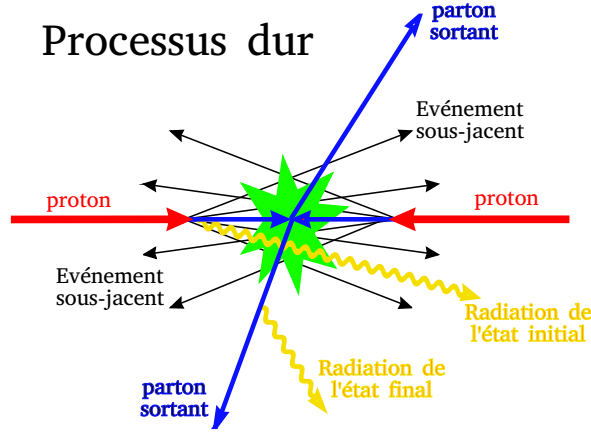 Processus dur
parton
sortant
Evénement
sous-jacent
proton
proton
Evénement
sous-jacent
Radiation de
l'état initial
Radiation de
l'état final
parton
sortant